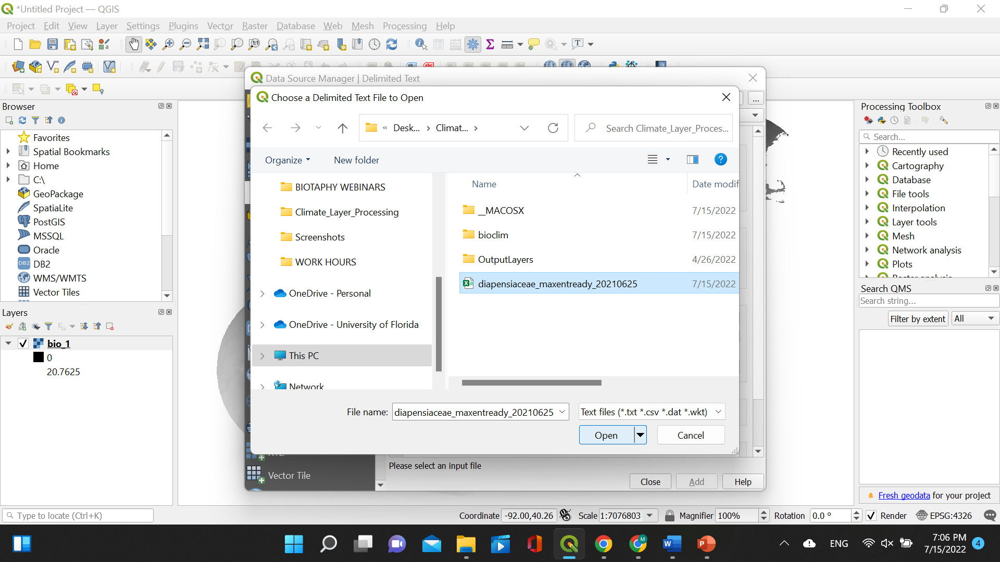 *Untitled Project — QGIS
Project Edit View Layer Settings Plugins Vector Raster Database Web Mesh Processing Help
Data Source Manager | Delimited Text
Choose a Delimited Text File to Open
« Desk... › Climat... ›
Search Climate_Layer_Proces...
Organize
New folder
BIOTAPHY WEBINARS
Climate_Layer_Processing
Screenshots
WORK HOURS
OneDrive - Personal
OneDrive - University of Florida
This PC
Network
Name Date modif
__MACOSX 7/15/2022
bioclim 7/15/2022
OutputLayers 4/26/2022
diapensiaceae_maxentready_20210625 7/15/2022
File name: diapensiaceae_maxentready_20210625
Text files (*.txt *.csv *.dat *.wkt)
Open
Cancel
Vector Tile
Please select an input file
Close Add Help
Browser
Favorites
Spatial Bookmarks
Home
C:\
GeoPackage
SpatiaLite
PostGIS
MSSQL
Oracle
DB2
WMS/WMTS
Vector Tiles
Layers
bio_1
0
20.7625
Processing Toolbox
Search...
Recently used
Cartography
Database
File tools
Interpolation
Layer tools
Mesh
Network analysis
Plots
Search QMS
Search string...
Filter by extent All
Fresh geodata for your project
Type to locate (Ctrl+K)
Coordinate -92.00,40.26 Scale 1:7076803 Magnifier 100% Rotation 0.0 ° Render EPSG:4326
ENG
7:06 PM
7/15/2022
4